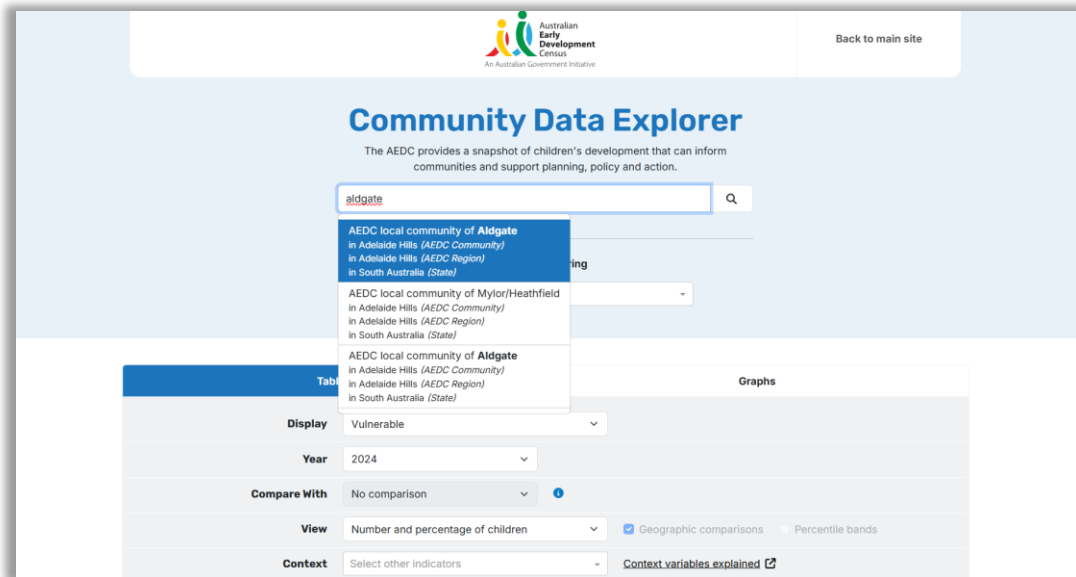 Australian
Early
Development
Census
An Australian Government Initiative
Back to main site
Community Data Explorer
The AEDC provides a snapshot of children's development that can inform
communities and support planning, policy and action.
aldgate
AEDC local community of Aldgate
in Adelaide Hills (AEDC Community)
in Adelaide Hills (AEDC Region)
in South Australia (State)
ring
AEDC local community of Mylor/Heathfield
in Adelaide Hills (AEDC Community)
in Adelaide Hills (AEDC Region)
in South Australia (State)
AEDC local community of Aldgate
in Adelaide Hills (AEDC Community)
in Adelaide Hills (AEDC Region)
in South Australia (State)
Tabl
Graphs
Display Vulnerable
Year 2024
Compare With No comparison
View Number and percentage of children Geographic comparisons Percentile bands
Context Select other indicators Context variables explained